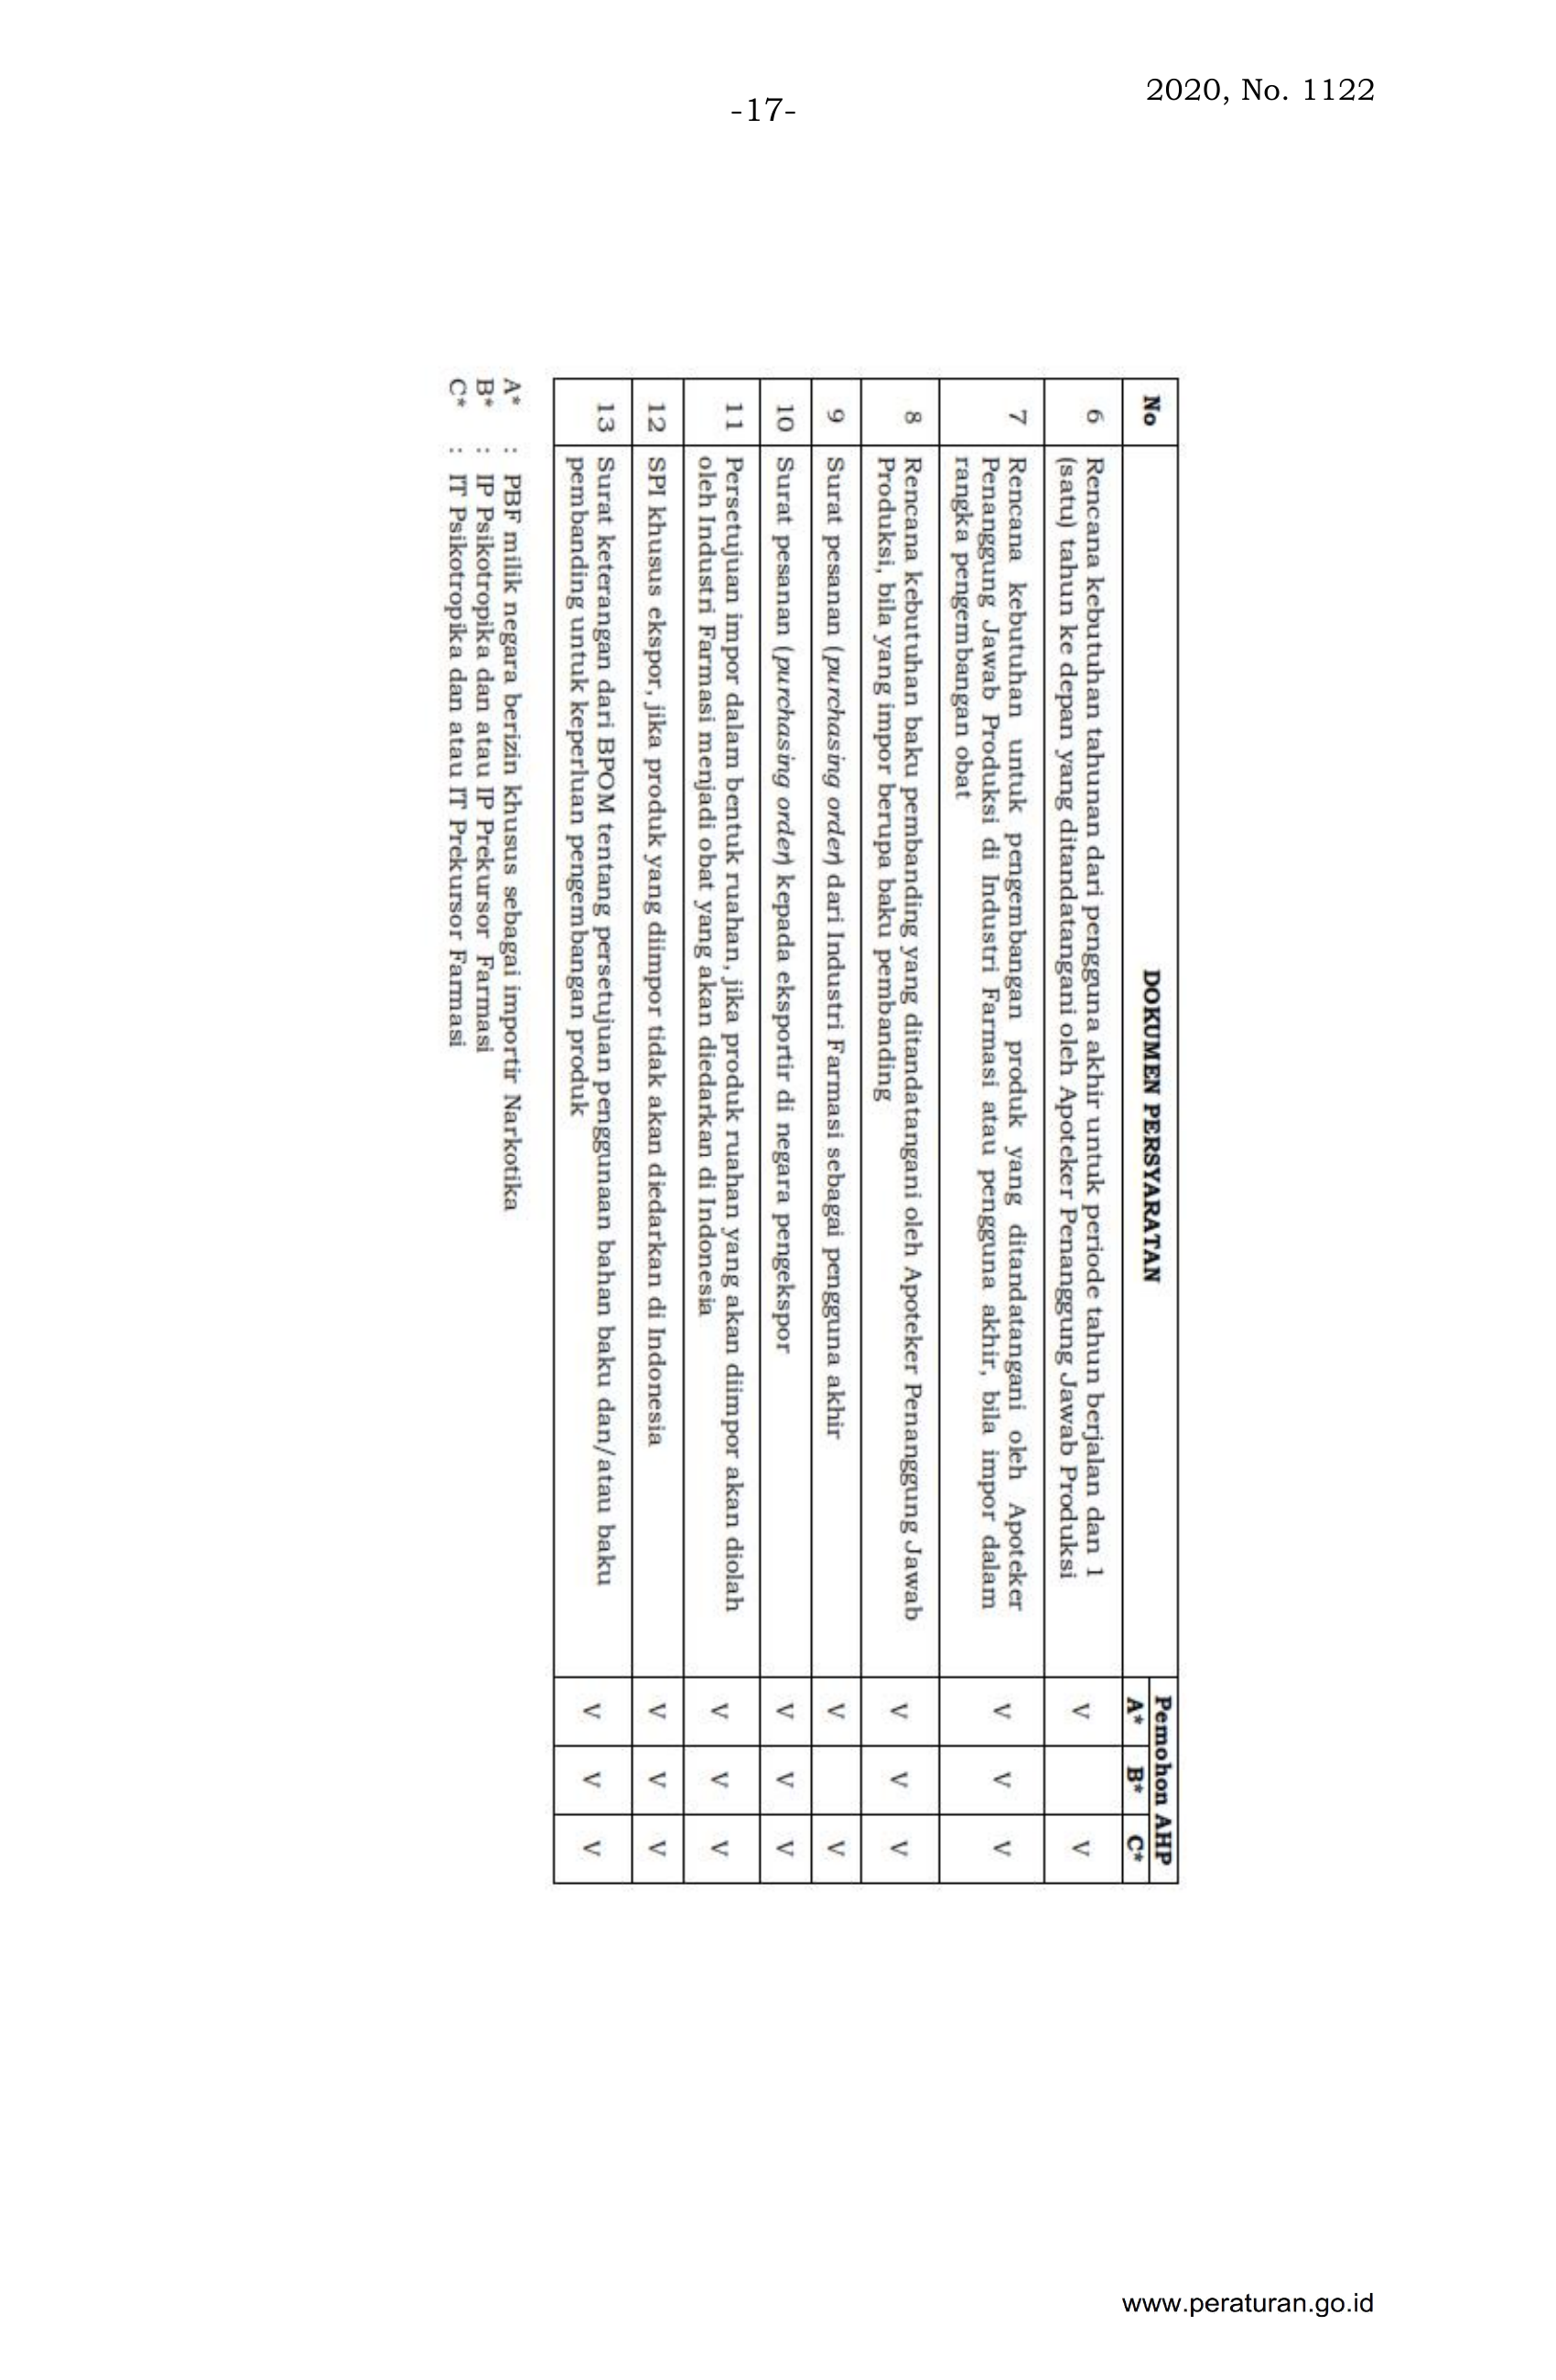 2020, No. 1122
-17-
No DOKUMEN PERSYARATAN Pemohon AHP
A* B* C*
6 Rencana kebutuhan tahunan dari pengguna akhir untuk periode tahun berjalan dan 1 V V
(satu) tahun ke depan yang ditandatangani oleh Apoteker Penanggung Jawab Produksi
7 Rencana kebutuhan untuk pengembangan produk yang ditandatangani oleh Apoteker V V V
Penanggung Jawab Produksi di Industri Farmasi atau pengguna akhir, bila impor dalam
rangka pengembangan obat
8 Rencana kebutuhan baku pembanding yang ditandatangani oleh Apoteker Penanggung Jawab V V V
Produksi, bila yang impor berupa baku pembanding
9 Surat pesanan (purchasing order) dari Industri Farmasi sebagai pengguna akhir V V
10 Surat pesanan (purchasing order) kepada eksportir di negara pengekspor V V V
11 Persetujuan impor dalam bentuk ruahan, jika produk ruahan yang akan diimpor akan diolah V V V
oleh Industri Farmasi menjadi obat yang akan diedarkan di Indonesia
12 SPI khusus ekspor, jika produk yang diimpor tidak akan diedarkan di Indonesia V V V
13 Surat keterangan dari BPOM tentang persetujuan penggunaan bahan baku dan/atau baku V V V
pembanding untuk keperluan pengembangan produk
A* : PBF milik negara berizin khusus sebagai importir Narkotika
B* : IP Psikotropika dan atau IP Prekursor Farmasi
C* : IT Psikotropika dan atau IT Prekursor Farmasi
www.peraturan.go.id